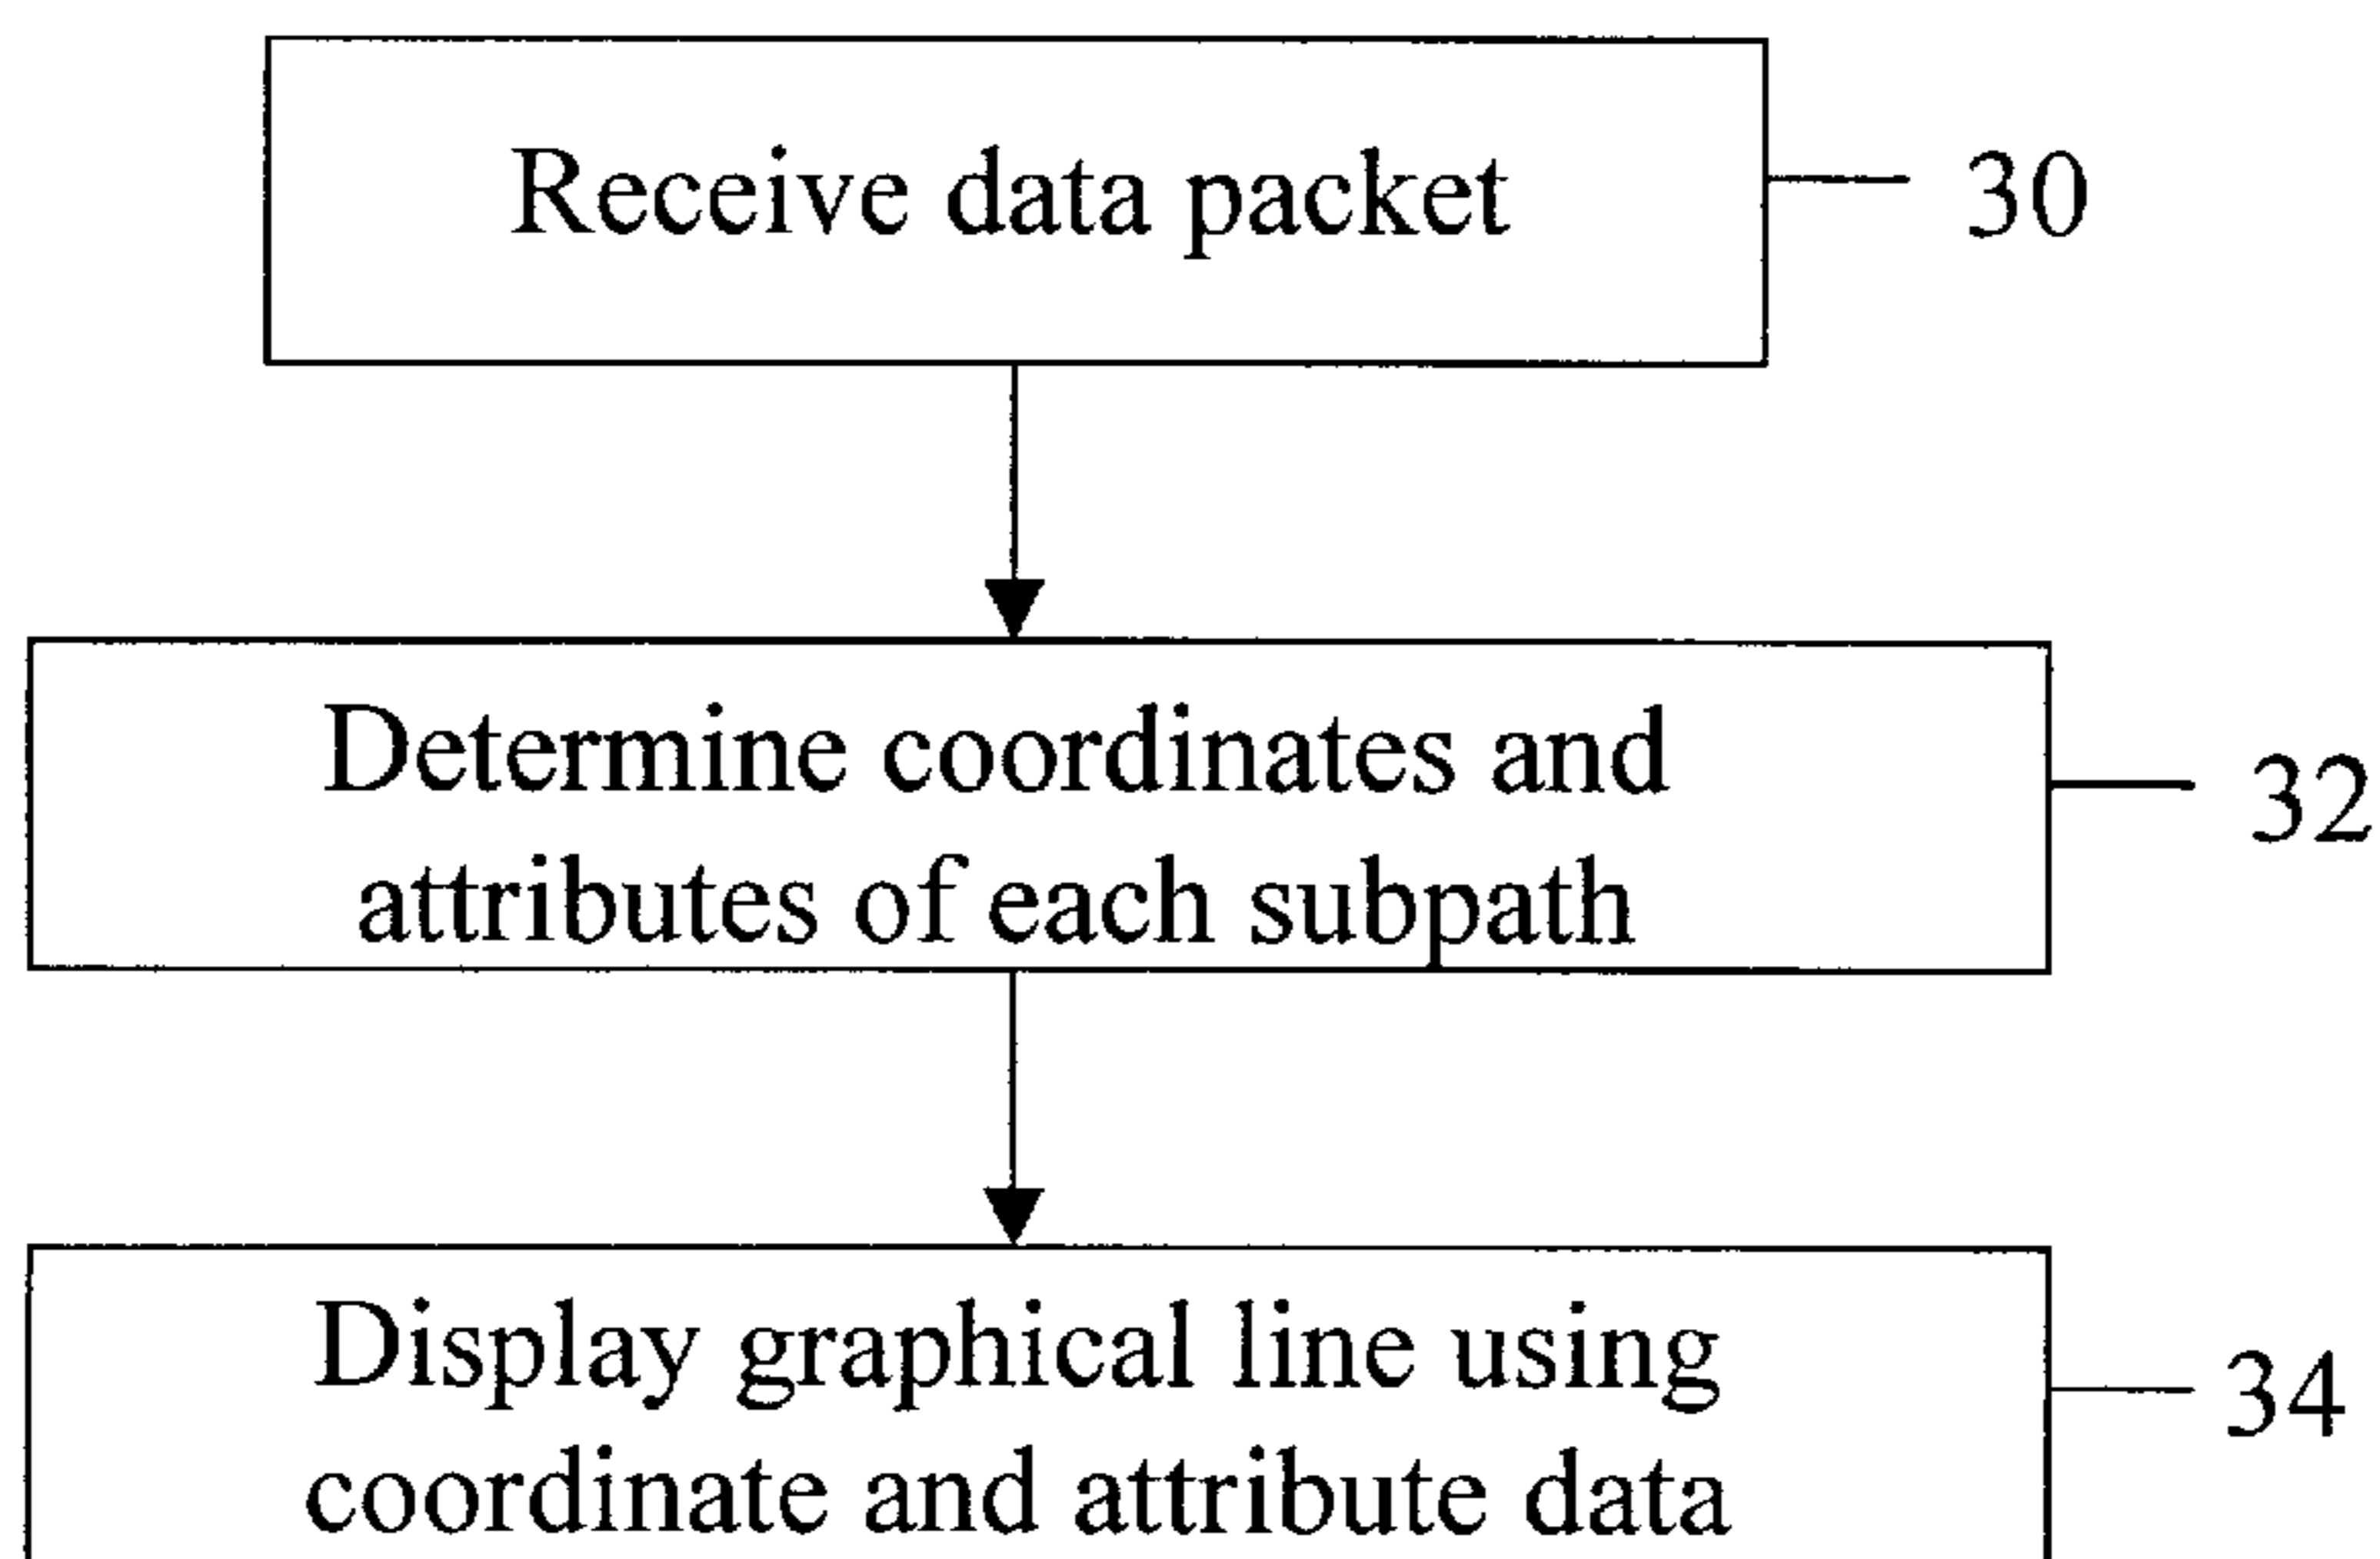 Receive data packet
30
Determine coordinates and
attributes of each subpath
32
Display graphical line using
coordinate and attribute data
34